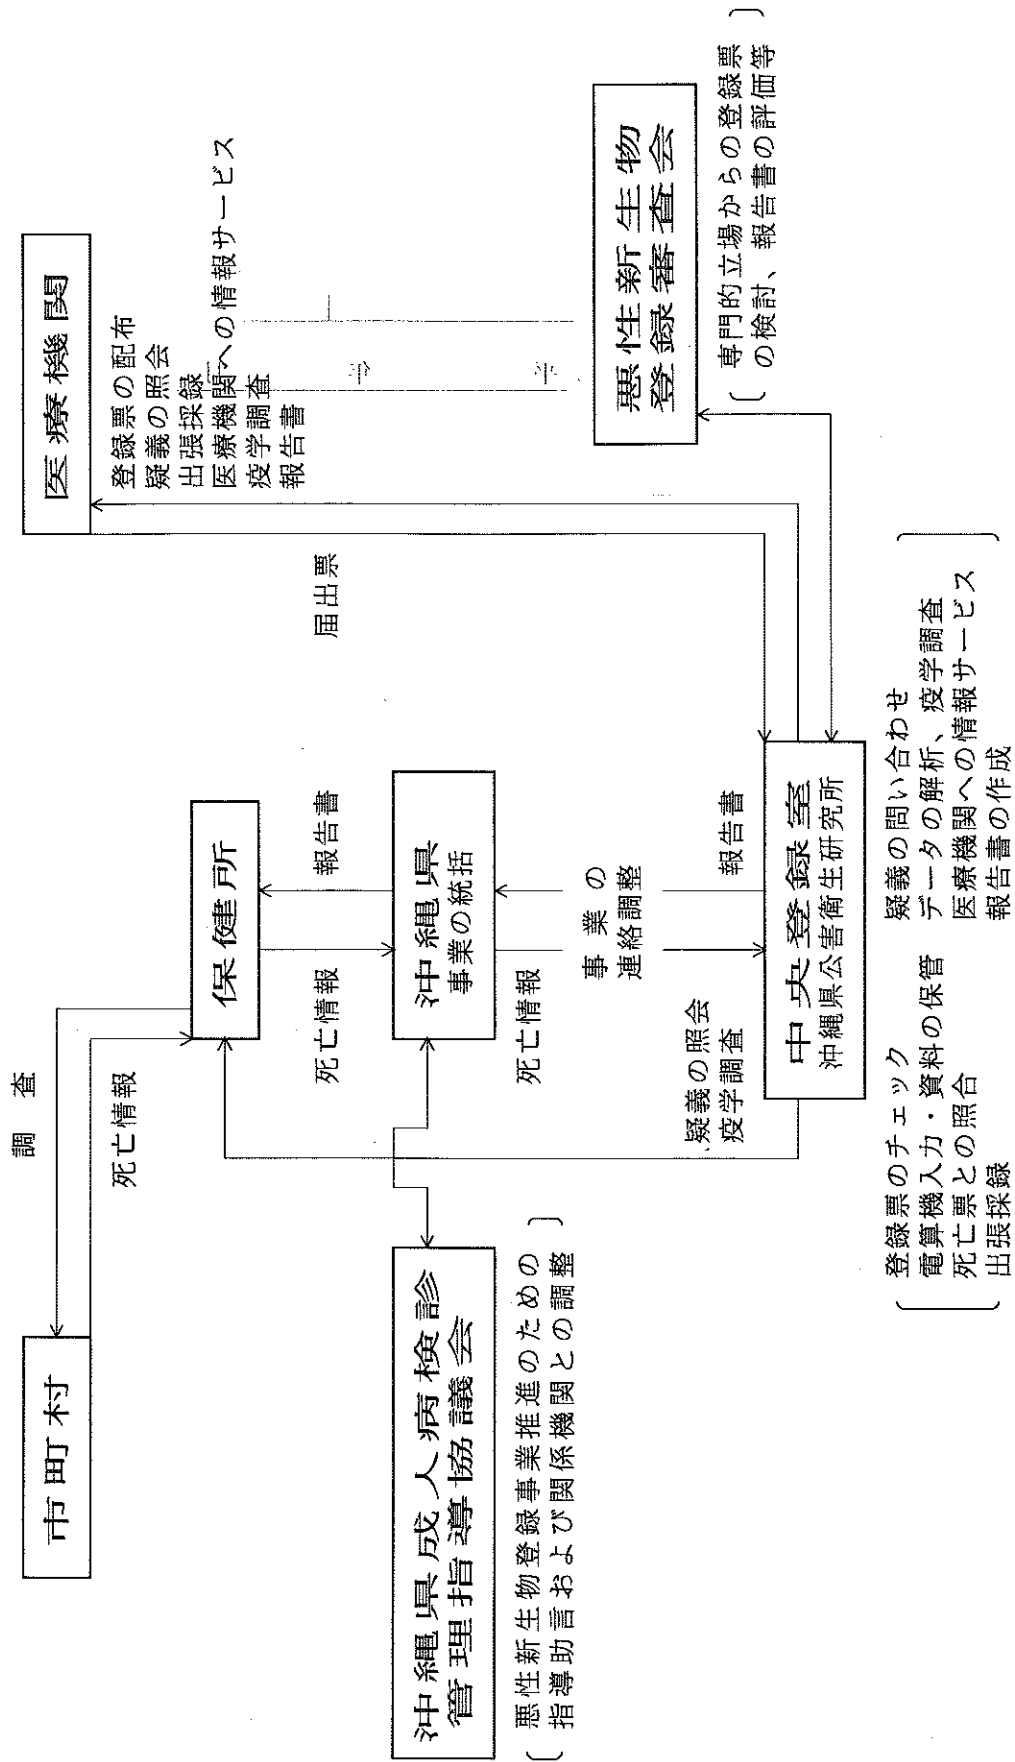 市町村
医療機関
調　査
死亡情報
登録票の配布
疑義の照会
出張採録
医療機関への情報サービス
疫学調査
報告書
保健所
届出票
死亡情報
報告書
沖縄県成人病検診
管理指導協議会
沖縄県
事業の統括
悪性新生物登録事業推進のための
指導助言および関係機関との調整
死亡情報
事業の
連絡調整
報告書
悪性新生物
登録審査会
専門的立場からの登録票
の検討、報告書の評価等
疑義の照会
疫学調査
中央登録室
沖縄県公害衛生研究所
登録票のチェック
電算機入力・資料の保管
死亡票との照合
出張採録
疑義の問い合わせ
データの解析、疫学調査
医療機関への情報サービス
報告書の作成